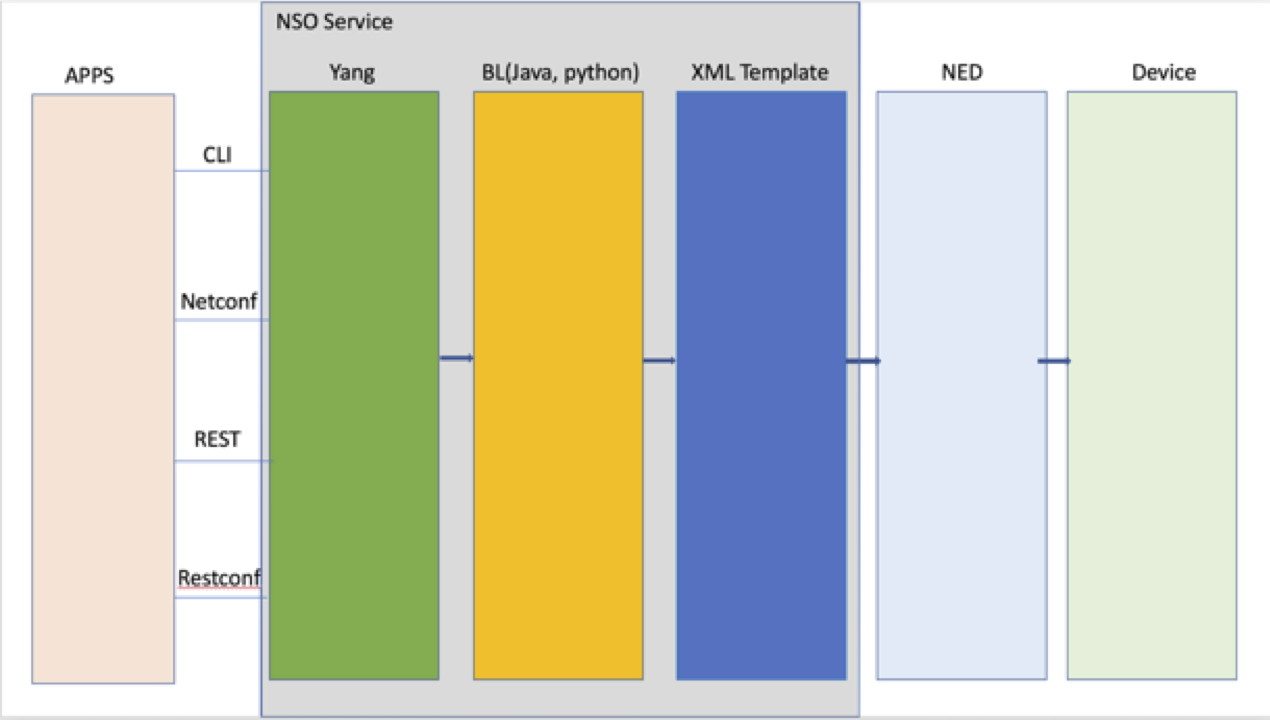 NSO Service
APPS
Yang
BL(Java, python)
XML Template
NED
Device
CLI
Netconf
REST
Restconf